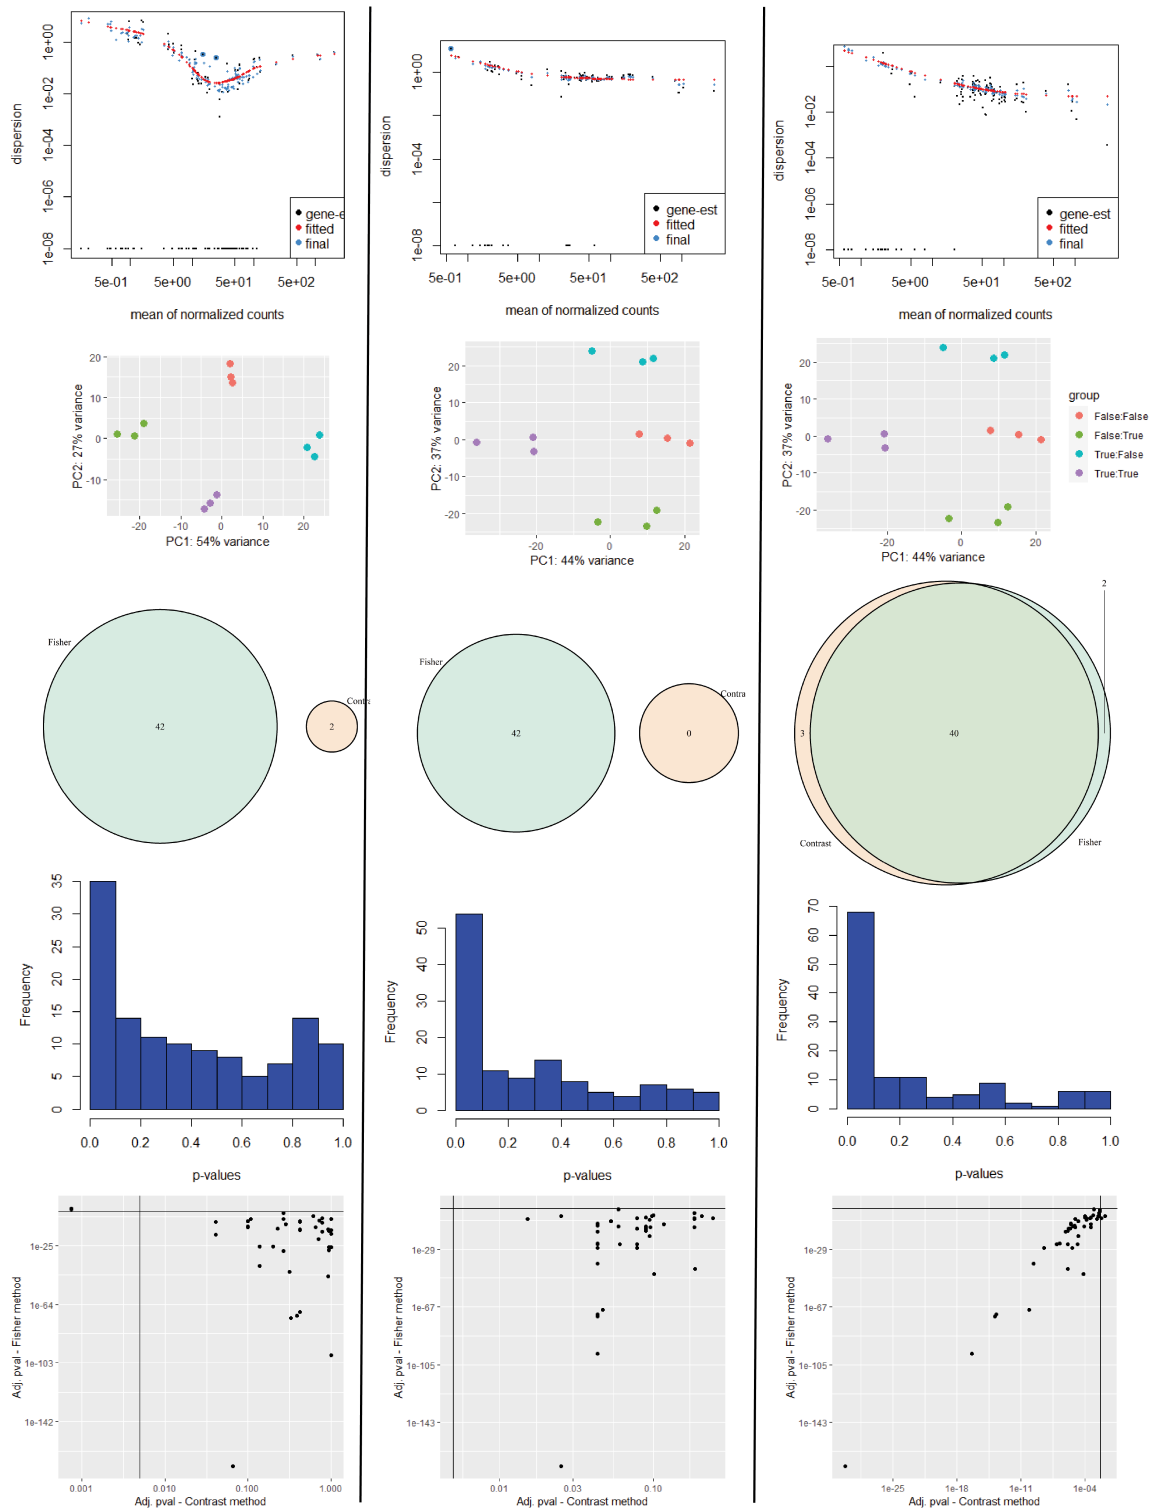 1e+00
1e-02
1e-04
1e-06
1e-08
dispersion
gene-e
fitted
final
5e-01 5e+00 5e+01 5e+02
mean of normalized counts
1e+00
1e-02
1e-04
1e-06
1e-08
dispersion
gene-est
fitted
final
5e-01 5e+00 5e+01 5e+02
mean of normalized counts
1e-02
1e-04
1e-06
1e-08
dispersion
gene-est
fitted
final
5e-01 5e+00 5e+01 5e+02
mean of normalized counts
20
10
0
-10
PC2: 27% variance
-20 -10 0 10 20
PC1: 54% variance
20
10
0
-10
-20
PC2: 37% variance
-20 0 20
PC1: 44% variance
20
10
0
-10
-20
PC2: 37% variance
-20 0 20
PC1: 44% variance
group
False:False
False:True
True:False
True:True
Fisher
42
Contra
2
Fisher
42
Contra
0
2
3
40
Contrast
Fisher
35
30
25
20
15
10
5
0
Frequency
0.0 0.2 0.4 0.6 0.8 1.0
p-values
50
40
30
20
10
0
Frequency
0.0 0.2 0.4 0.6 0.8 1.0
p-values
70
60
50
40
30
20
10
0
Frequency
0.0 0.2 0.4 0.6 0.8 1.0
p-values
1e-25
1e-64
1e-103
1e-142
Adj. pval - Fisher method
0.001 0.010 0.100 1.000
Adj. pval - Contrast method
1e-29
1e-67
1e-105
1e-143
Adj. pval - Fisher method
0.01 0.03 0.10
Adj. pval - Contrast method
1e-29
1e-67
1e-105
1e-143
Adj. pval - Fisher method
1e-25 1e-18 1e-11 1e-04
Adj. pval - Contrast method